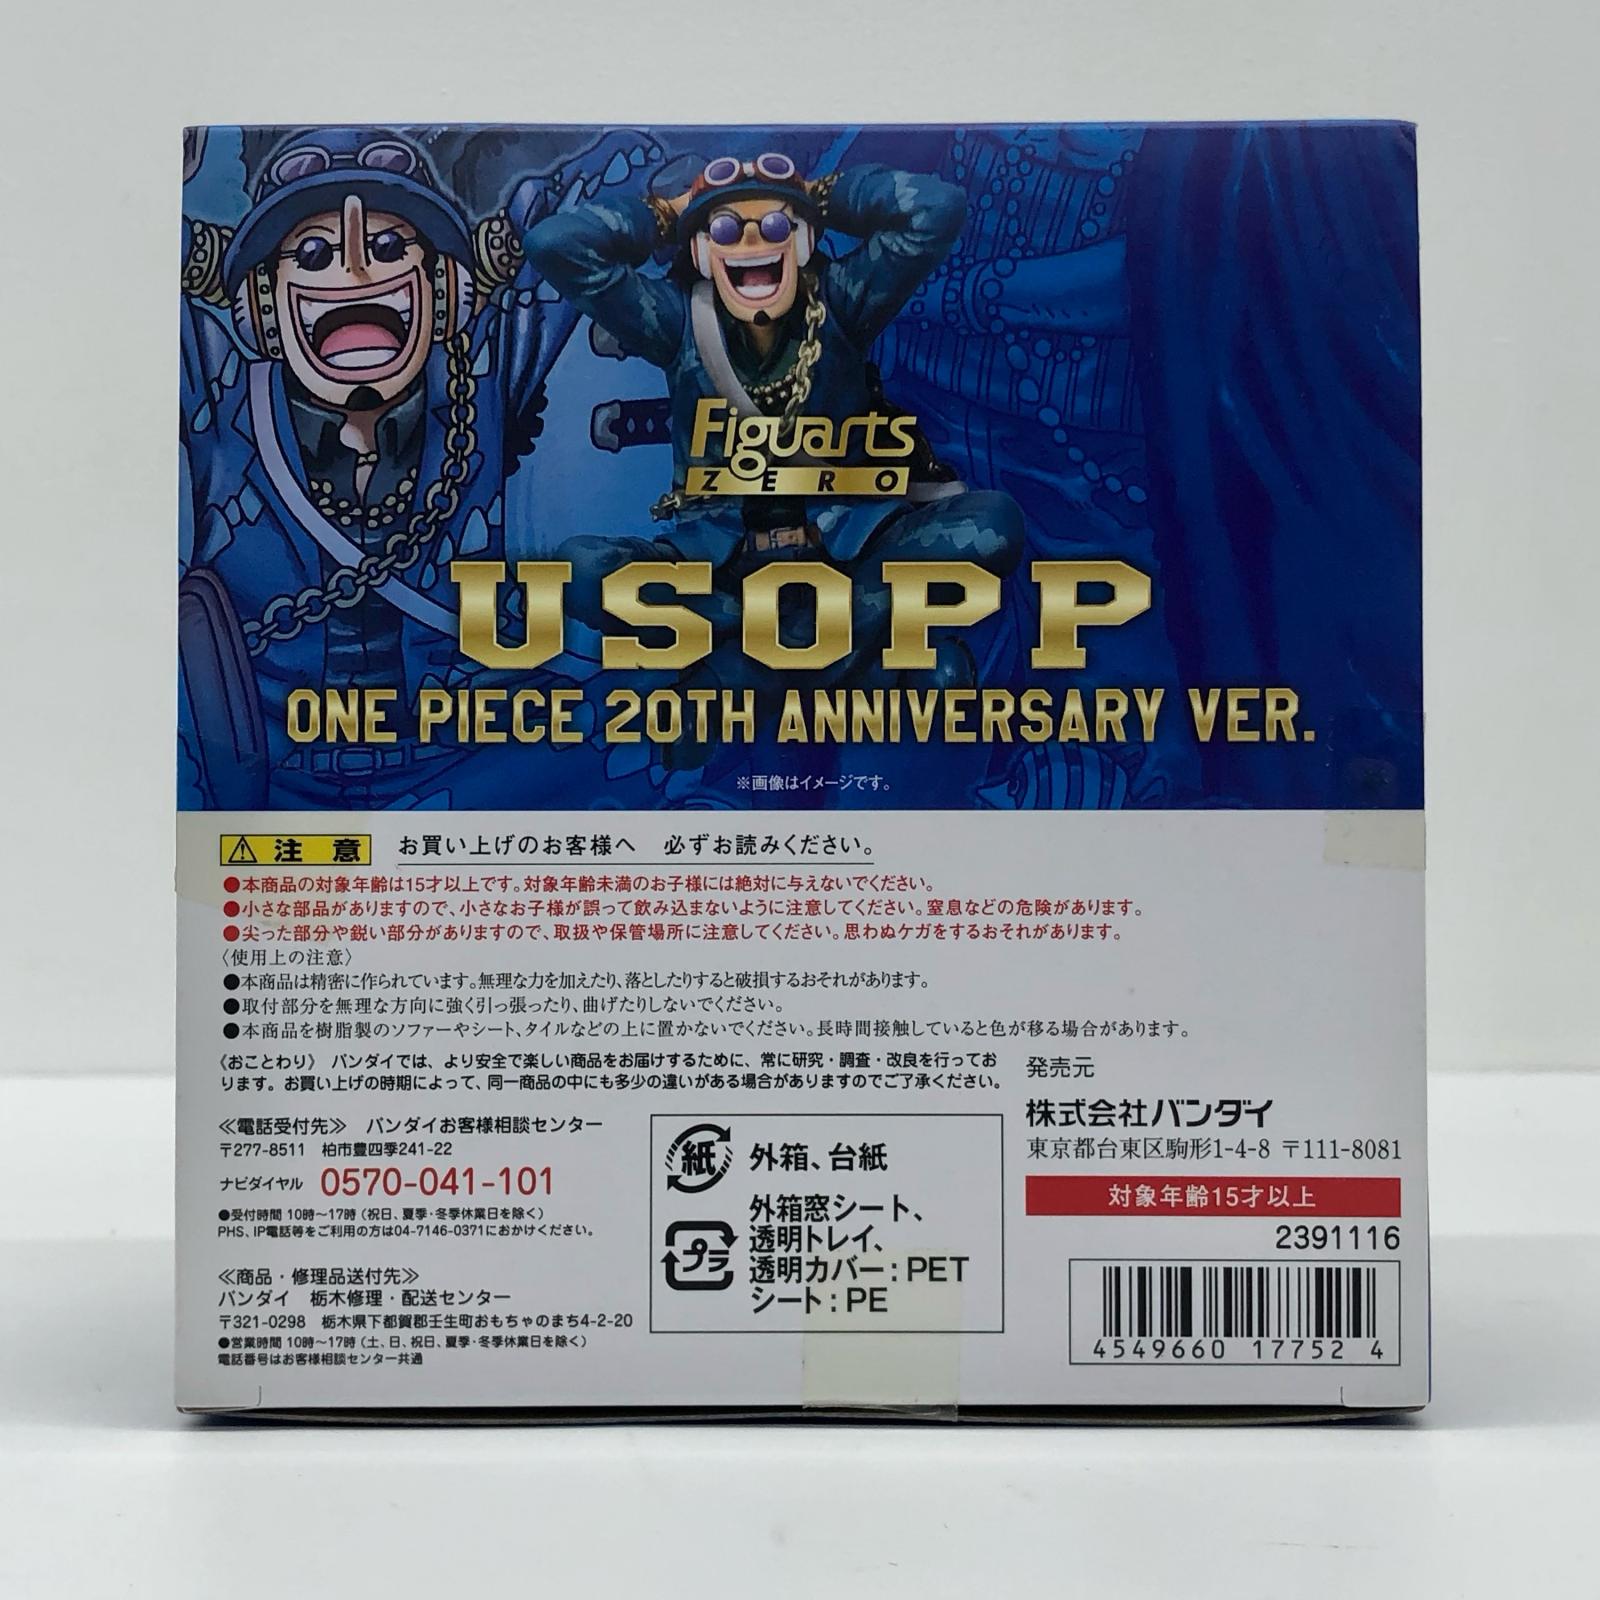 Figuarts
ZERO
USOPP
ONE PIECE 20TH ANNIVERSARY VER.
※画像はイメージです。
注意 お買い上げのお客様へ 必ずお読みください。
●本商品の対象年齢は15才以上です。対象年齢未満のお子様には絶対に与えないでください。
●小さな部品がありますので、小さなお子様が誤って飲み込まないように注意してください。窒息などの危険があります。
●尖った部分や鋭い部分がありますので、取扱や保管場所に注意してください。思わぬケガをするおそれがあります。
〈使用上の注意〉
●本商品は精密に作られています。無理な力を加えたり、落としたりすると破損するおそれがあります。
●取付部分を無理な方向に強く引っ張ったり、曲げたりしないでください。
●本商品を樹脂製のソファーやシート、タイルなどの上に置かないでください。長時間接触していると色が移る場合があります。
《おことわり》 バンダイでは、より安全で楽しい商品をお届けするために、常に研究・調査・改良を行ってお
ります。お買い上げの時期によって、同一商品の中にも多少の違いがある場合がありますのでご了承ください。
≪電話受付先≫ バンダイお客様相談センター
〒277-8511 柏市豊四季241-22
ナビダイヤル 0570-041-101
●受付時間 10時〜17時 (祝日、夏季・冬季休業日を除く)
PHS、IP電話等をご利用の方は04-7146-0371におかけください。
≪商品・修理品送付先≫
バンダイ 栃木修理・配送センター
〒321-0298 栃木県下都賀郡壬生町おもちゃのまち4-2-20
●営業時間 10時〜17時 (土、日、祝日、夏季・冬季休業日を除く)
電話番号はお客様相談センター共通
紙 外箱、台紙
プラ 外箱窓シート、
透明トレイ、
透明カバー:PET
シート:PE
発売元
株式会社バンダイ
東京都台東区駒形1-4-8 〒111-8081
対象年齢15才以上
2391116
4549660 17752 4